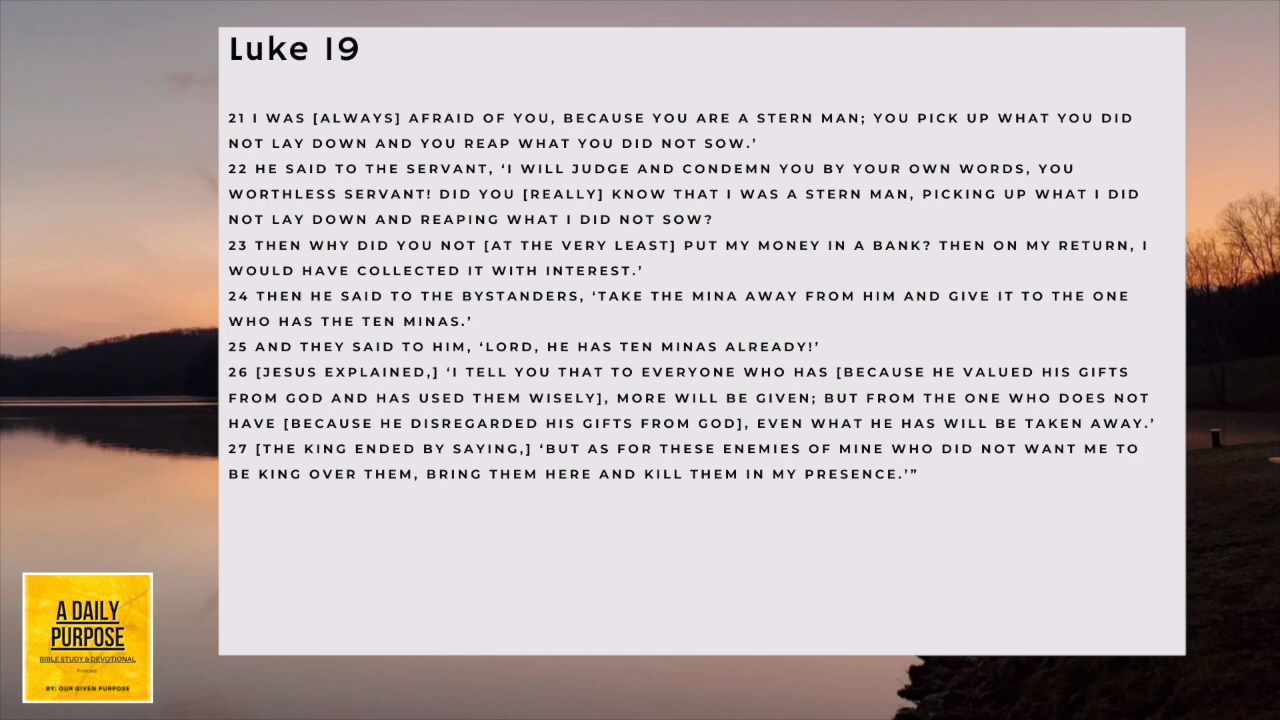 Luke 19
21 I WAS [ALWAYS] AFRAID OF YOU, BECAUSE YOU ARE A STERN MAN; YOU PICK UP WHAT YOU DID
NOT LAY DOWN AND YOU REAP WHAT YOU DID NOT SOW.’
22 HE SAID TO THE SERVANT, ‘I WILL JUDGE AND CONDEMN YOU BY YOUR OWN WORDS, YOU
WORTHLESS SERVANT! DID YOU [REALLY] KNOW THAT I WAS A STERN MAN, PICKING UP WHAT I DID
NOT LAY DOWN AND REAPING WHAT I DID NOT SOW?
23 THEN WHY DID YOU NOT [AT THE VERY LEAST] PUT MY MONEY IN A BANK? THEN ON MY RETURN, I
WOULD HAVE COLLECTED IT WITH INTEREST.’
24 THEN HE SAID TO THE BYSTANDERS, ‘TAKE THE MINA AWAY FROM HIM AND GIVE IT TO THE ONE
WHO HAS THE TEN MINAS.’
25 AND THEY SAID TO HIM, ‘LORD, HE HAS TEN MINAS ALREADY!’
26 [JESUS EXPLAINED,] ‘I TELL YOU THAT TO EVERYONE WHO HAS [BECAUSE HE VALUED HIS GIFTS
FROM GOD AND HAS USED THEM WISELY], MORE WILL BE GIVEN; BUT FROM THE ONE WHO DOES NOT
HAVE [BECAUSE HE DISREGARDED HIS GIFTS FROM GOD], EVEN WHAT HE HAS WILL BE TAKEN AWAY.’
27 [THE KING ENDED BY SAYING,] ‘BUT AS FOR THESE ENEMIES OF MINE WHO DID NOT WANT ME TO
BE KING OVER THEM, BRING THEM HERE AND KILL THEM IN MY PRESENCE.’”
A DAILY
PURPOSE
BIBLE STUDY & DEVOTIONAL
Podcast
BY: OUR GIVEN PURPOSE